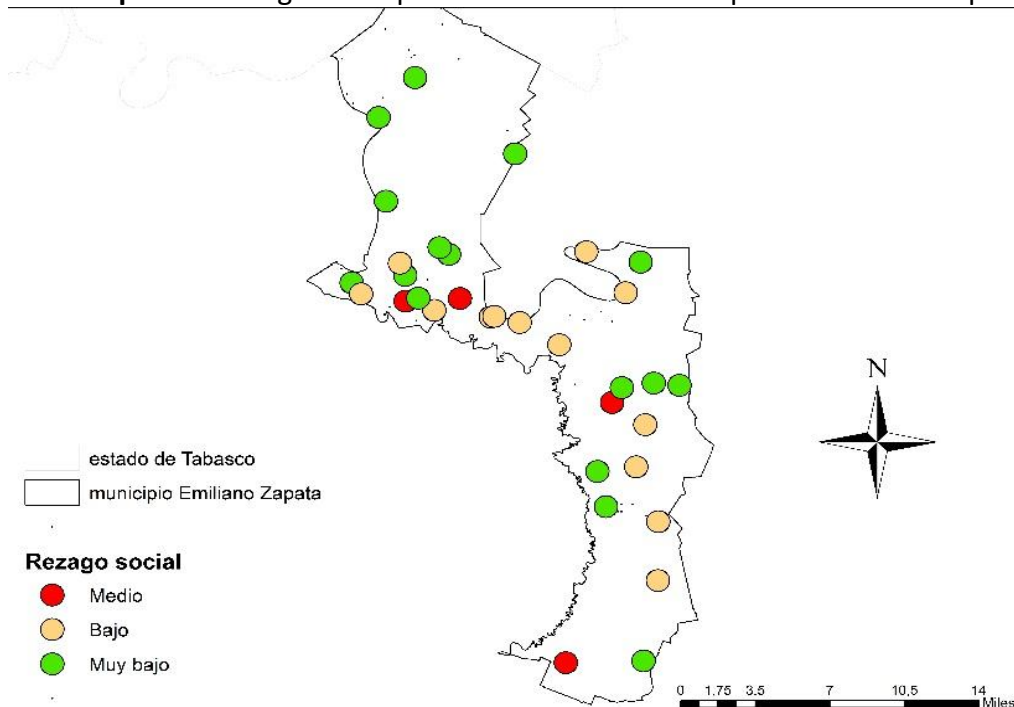 N
estado de Tabasco
municipio Emiliano Zapata
Rezago social
Medio
Bajo
Muy bajo
0 1.75 3.5 7 10.5 14
Miles